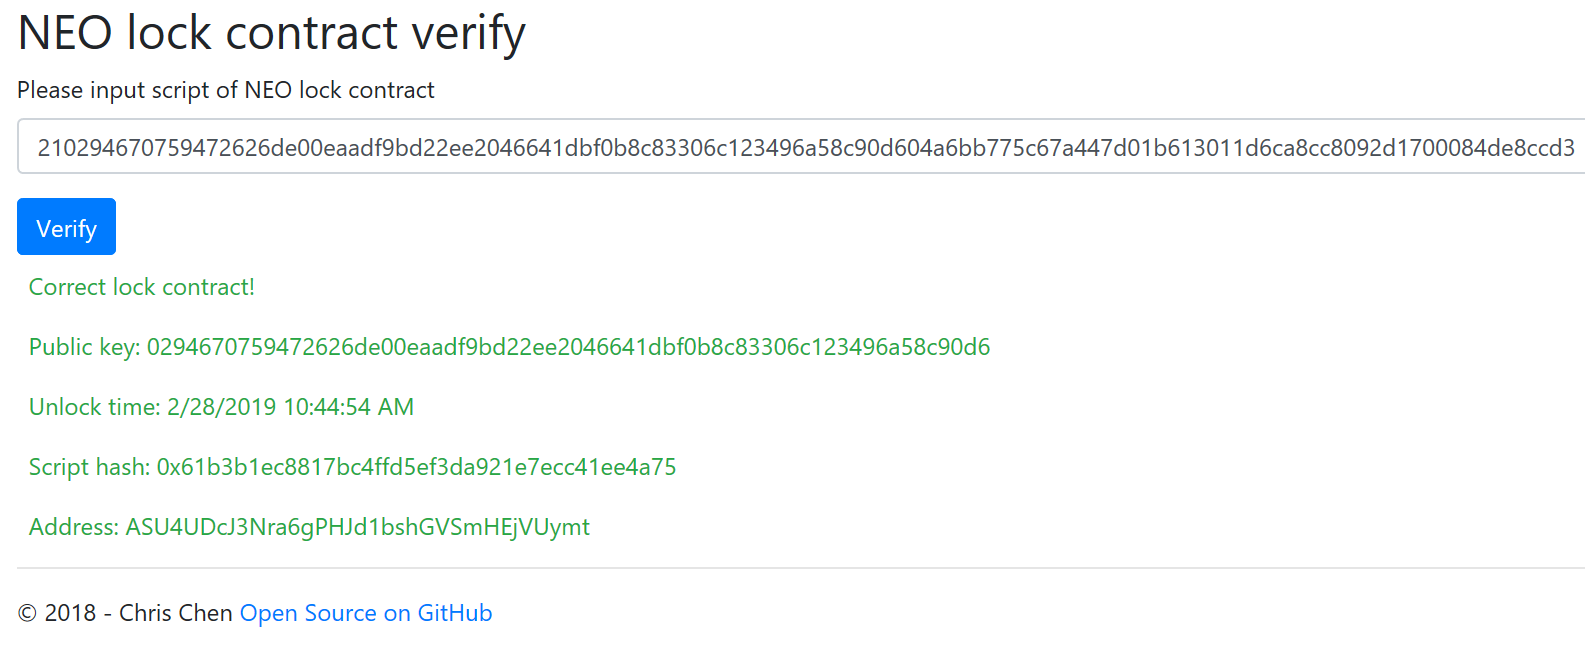 NEO lock contract verify
Please input script of NEO lock contract
210294670759472626de00eaadf9bd22ee2046641dbf0b8c83306c123496a58c90d604a6bb775c67a447d01b613011d6ca8cc8092d1700084de8ccd3
Verify
Correct lock contract!
Public key: 0294670759472626de00eaadf9bd22ee2046641dbf0b8c83306c123496a58c90d6
Unlock time: 2/28/2019 10:44:54 AM
Script hash: 0x61b3b1ec8817bc4ffd5ef3da921e7ecc41ee4a75
Address: ASU4UDcJ3Nra6gPHJd1bshGVSmHEjVUymt
© 2018 - Chris Chen Open Source on GitHub